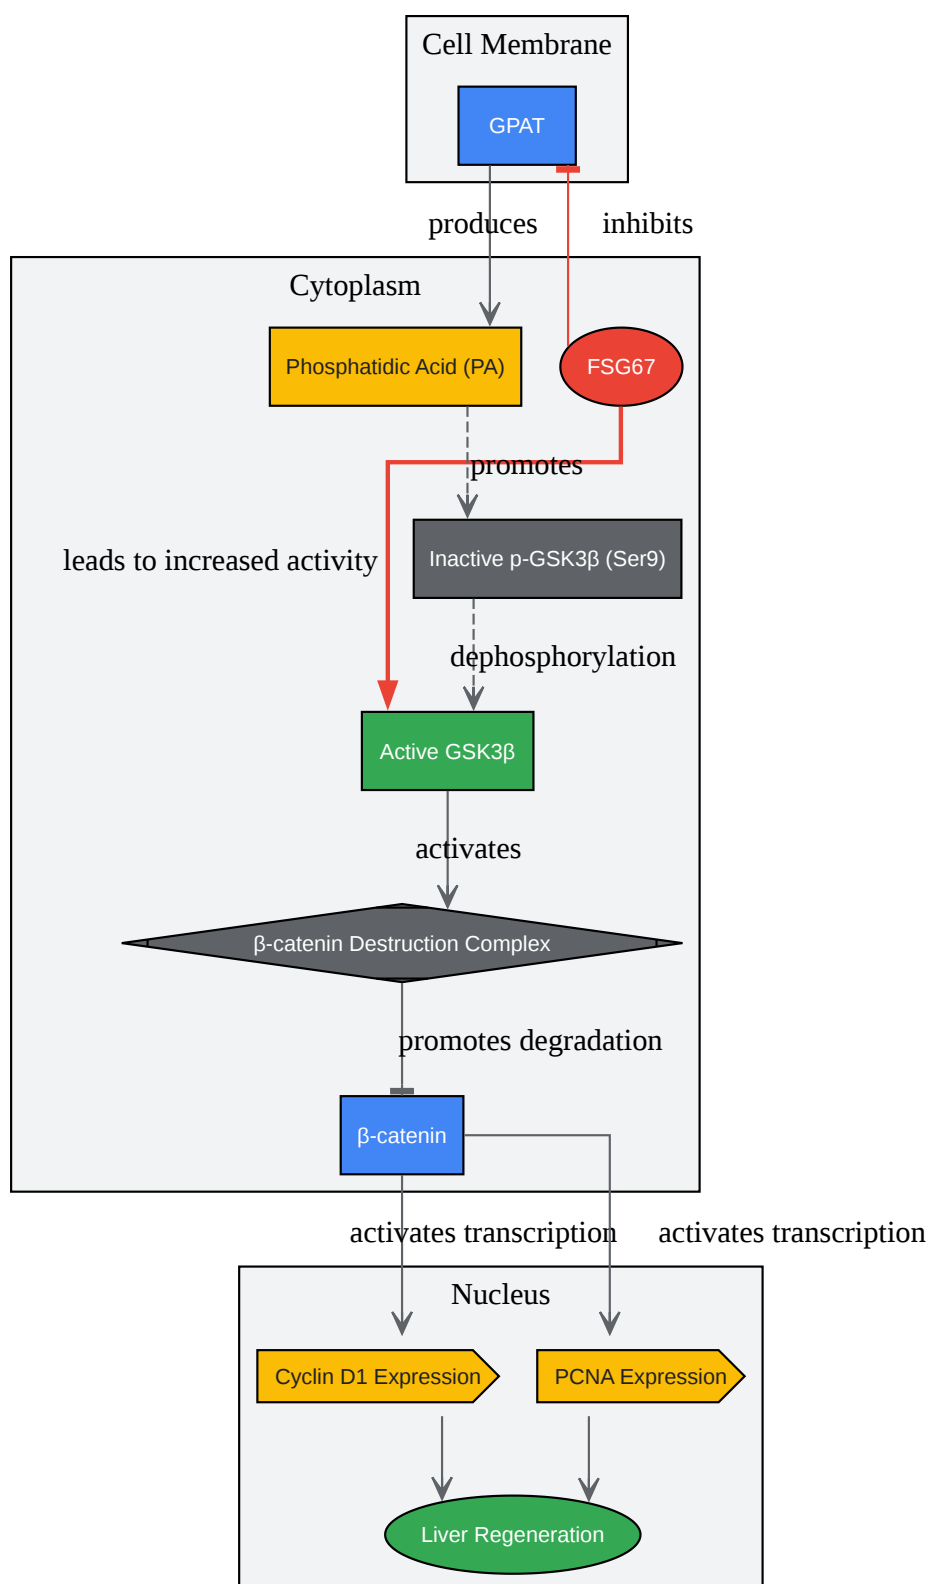 Cell Membrane
GPAT
produces
inhibits
Cytoplasm
Phosphatidic Acid (PA)
FSG67
promotes
Inactive p-GSK3β (Ser9)
leads to increased activity
dephosphorylation
Active GSK3β
activates
β-catenin Destruction Complex
promotes degradation
β-catenin
activates transcription
activates transcription
Nucleus
Cyclin D1 Expression
PCNA Expression
Liver Regeneration